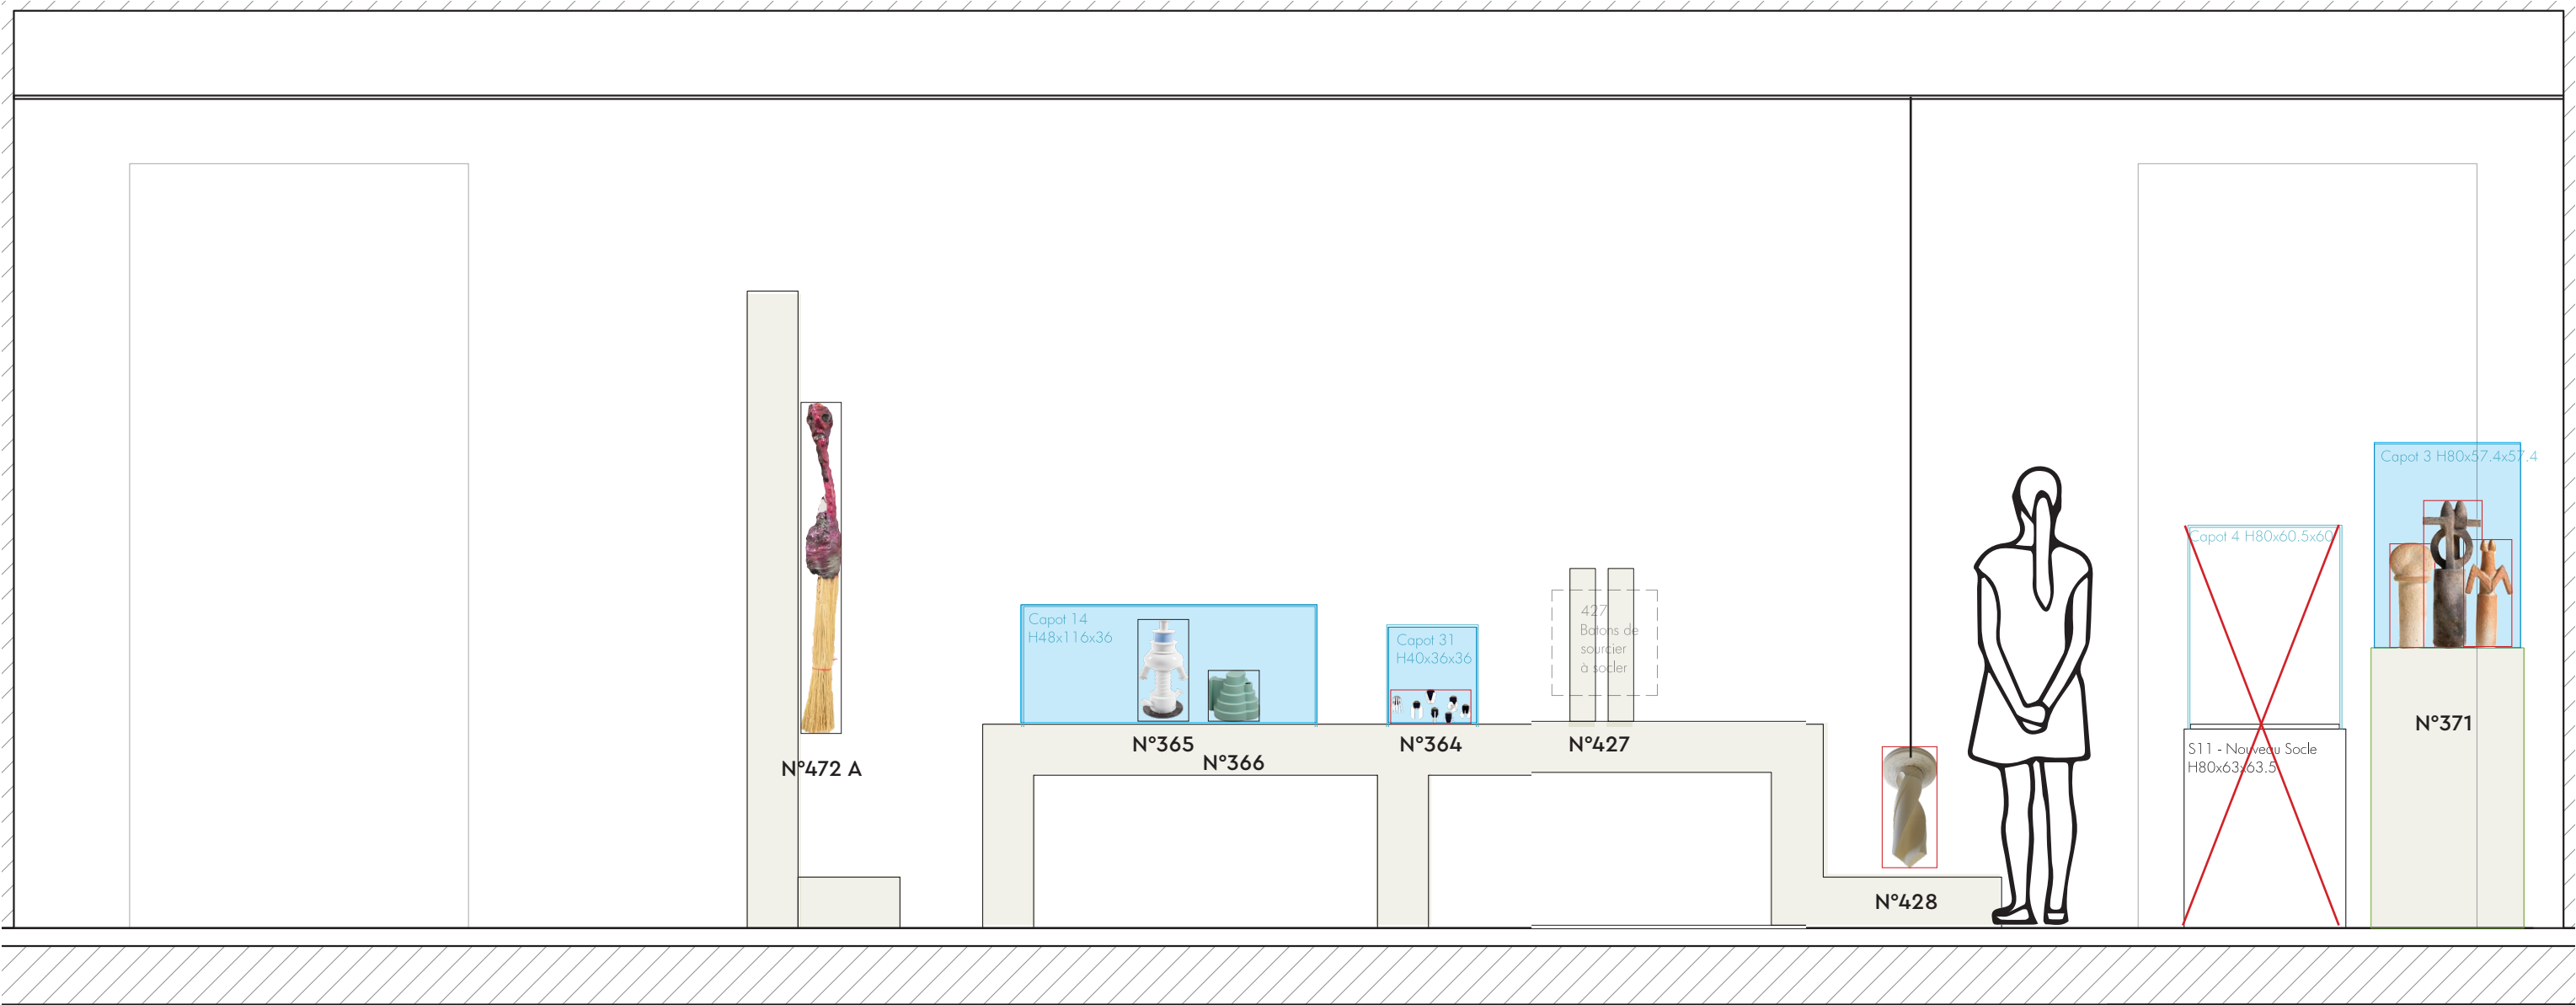 Capot 3 H80x57.4x57.4
Capot 4 H80x60.5x60
Capot 14
H48x116x36
Capot 31
H40x36x36
427
Batons de
sourcier
à socler
N°472 A
N°365
N°366
N°364
N°427
N°428
S11 - Nouveau Socle
H80x63x63.5
N°371